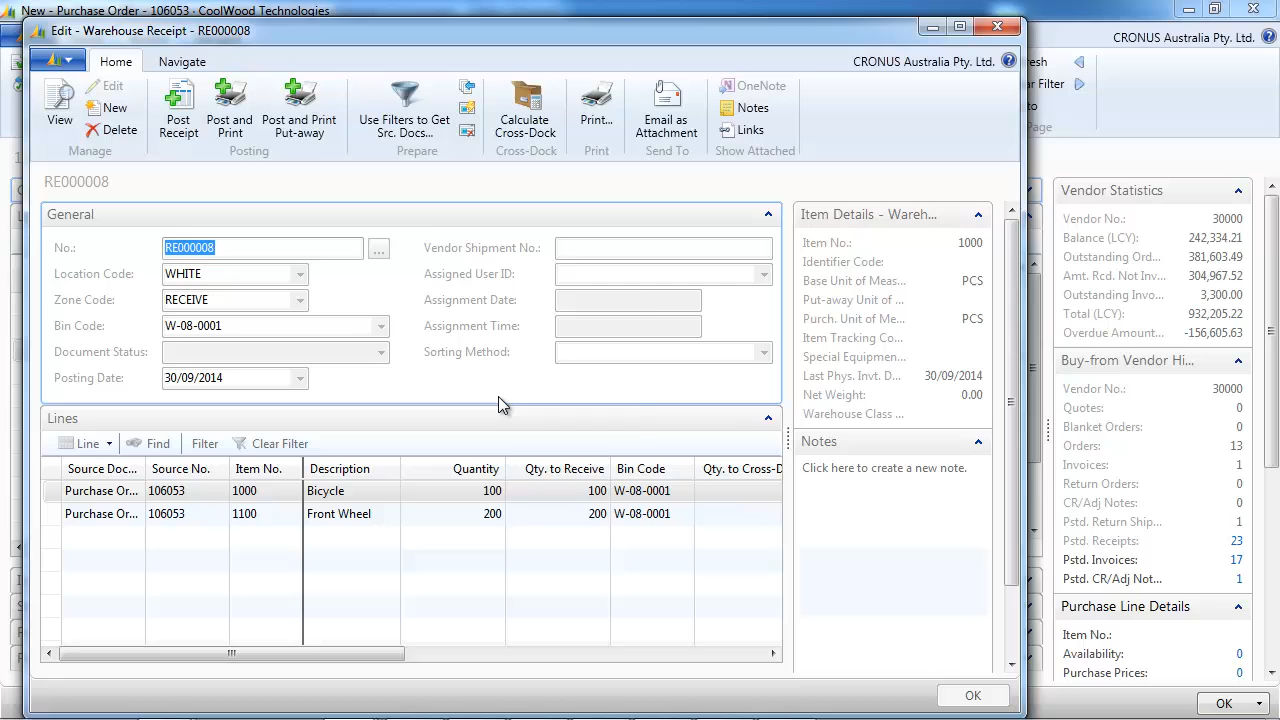 New - Purchase Order - 106053 · CoolWood Technologies
Edit - Warehouse Receipt - RE000008
CRONUS Australia Pty. Ltd.
Home
Navigate
CRONUS Australia Pty. Ltd.
View
Edit
New
Delete
Manage
Post Receipt
Post and Print
Post and Print Put-away
Posting
Use Filters to Get Src. Docs...
Prepare
Calculate Cross-Dock
Cross-Dock
Print...
Print
Email as Attachment
Send To
OneNote
Notes
Links
Show Attached
RE000008
General
No.: RE000008 ...
Location Code: WHITE
Zone Code: RECEIVE
Bin Code: W-08-0001
Document Status:
Posting Date: 30/09/2014
Vendor Shipment No.:
Assigned User ID:
Assignment Date:
Assignment Time:
Sorting Method:
Lines
Line Find Filter Clear Filter
Source Doc... Source No. Item No. Description Quantity Qty. to Receive Bin Code Qty. to Cross-D
Purchase Or... 106053 1000 Bicycle 100 100 W-08-0001
Purchase Or... 106053 1100 Front Wheel 200 200 W-08-0001
Item Details - Wareh...
Item No.: 1000
Identifier Code:
Base Unit of Meas... PCS
Put-away Unit of ...
Purch. Unit of Me... PCS
Item Tracking Co...
Special Equipmen...
Last Phys. Invt. D... 30/09/2014
Net Weight: 0.00
Warehouse Class ...
Notes
Click here to create a new note.
OK
Vendor Statistics
Vendor No.: 30000
Balance (LCY): 242,334.21
Outstanding Ord... 381,603.49
Amt. Rcd. Not Inv... 304,967.52
Outstanding Invo... 3,300.00
Total (LCY): 932,205.22
Overdue Amount... -156,605.63
Buy-from Vendor Hi...
Vendor No.: 30000
Quotes: 0
Blanket Orders: 0
Orders: 13
Invoices: 1
Return Orders: 0
CR/Adj Notes: 0
Pstd. Return Ship... 1
Pstd. Receipts: 23
Pstd. Invoices: 17
Pstd. CR/Adj Not... 1
Purchase Line Details
Item No.:
Availability: 0
Purchase Prices: 0
OK